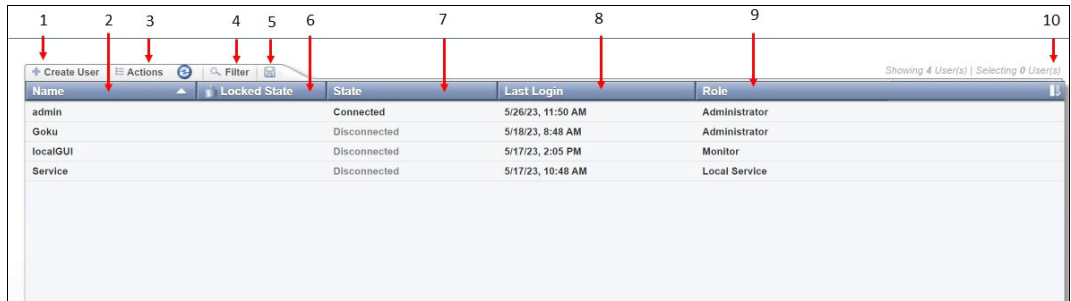 1 2 3 4 5 6 7 8 9 10
Create User Actions Filter Showing 4 User(s) | Selecting 0 User(s)
Name Locked State State Last Login Role
admin Connected 5/26/23, 11:50 AM Administrator
Goku Disconnected 5/18/23, 8:48 AM Administrator
localGUI Disconnected 5/17/23, 2:05 PM Monitor
Service Disconnected 5/17/23, 10:48 AM Local Service